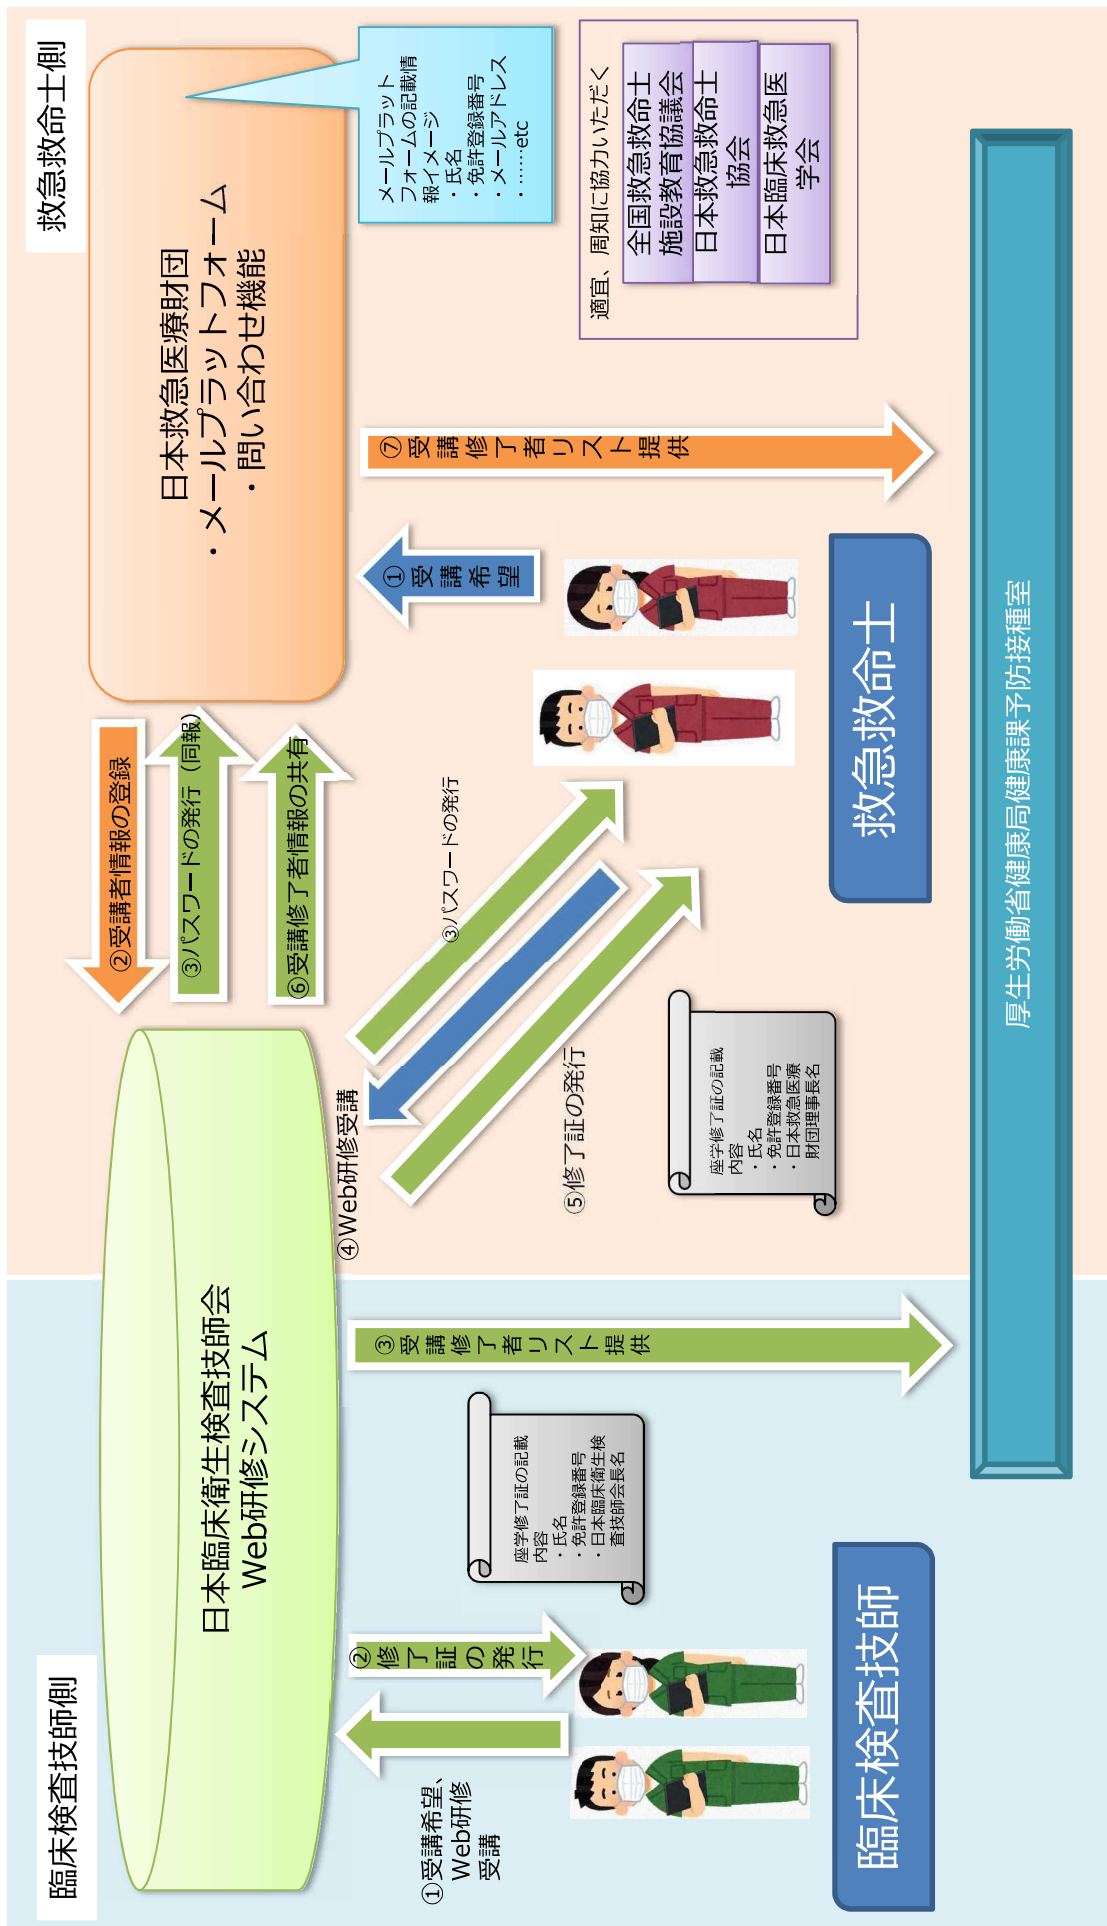 臨床検査技師側
救急救命士側
日本臨床衛生検査技師会
Web研修システム
②受講者情報の登録
③パスワードの発行（同報）
⑥受講修了者情報の共有
日本救急医療財団
・メールプラットフォーム
・問い合わせ機能
メールプラット
フォームの記載情
報イメージ
・氏名
・免許登録番号
・メールアドレス
・……etc
①受講希望、
Web研修
受講
②修了証の発行
座学修了証の記載
内容
・氏名
・免許登録番号
・日本臨床衛生検
査技師会長名
③受講修了者リスト提供
④Web研修受講
③パスワードの発行
⑤修了証の発行
座学修了証の記載
内容
・氏名
・免許登録番号
・日本救急医療
財団理事長名
①受講希望
⑦受講修了者リスト提供
適宜、周知に協力いただく
全国救急救命士
施設教育協議会
日本救急救命士
協会
日本臨床救急医
学会
臨床検査技師
救急救命士
厚生労働省健康局健康課予防接種室